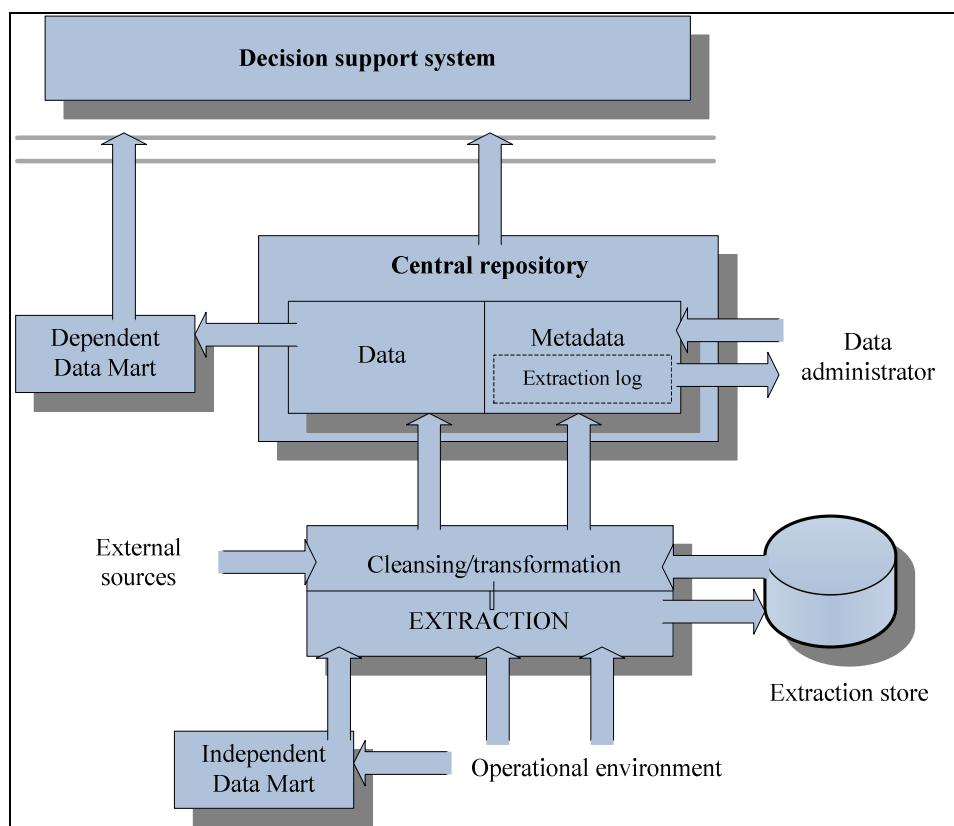 Decision support system
Central repository
Dependent
Data Mart
Data
Metadata
Extraction log
Data
administrator
External
sources
Cleansing/transformation
EXTRACTION
Extraction store
Independent
Data Mart
Operational environment